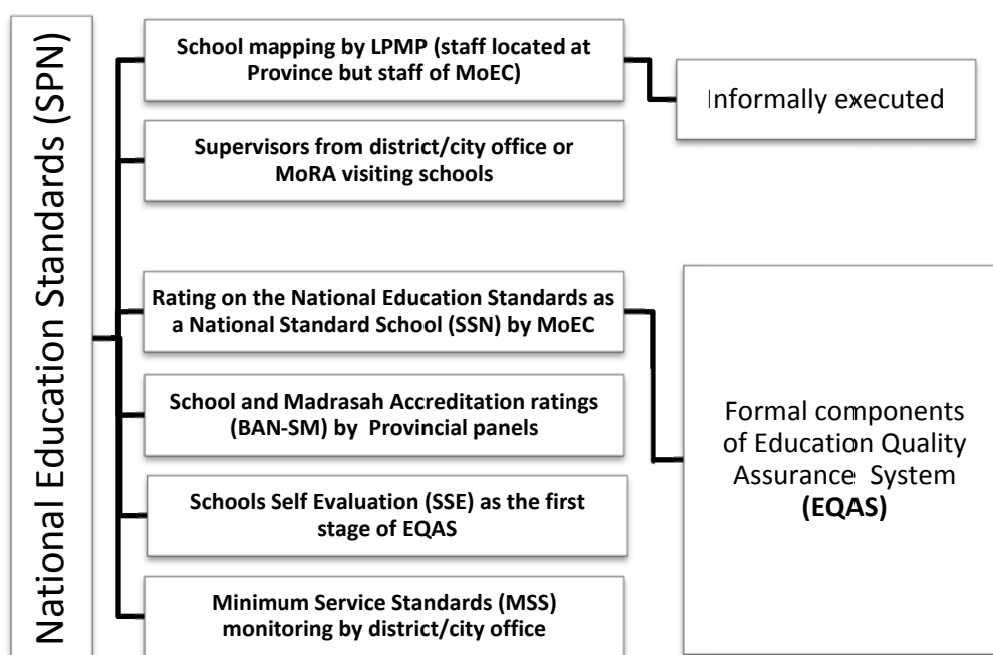 National Education Standards (SPN)
School mapping by LPMP (staff located at
Province but staff of MoEC)
Informally executed
Supervisors from district/city office or
MoRA visiting schools
Rating on the National Education Standards as
a National Standard School (SSN) by MoEC
School and Madrasah Accreditation ratings
(BAN-SM) by Provincial panels
Schools Self Evaluation (SSE) as the first
stage of EQAS
Minimum Service Standards (MSS)
monitoring by district/city office
Formal components
of Education Quality
Assurance System
(EQAS)